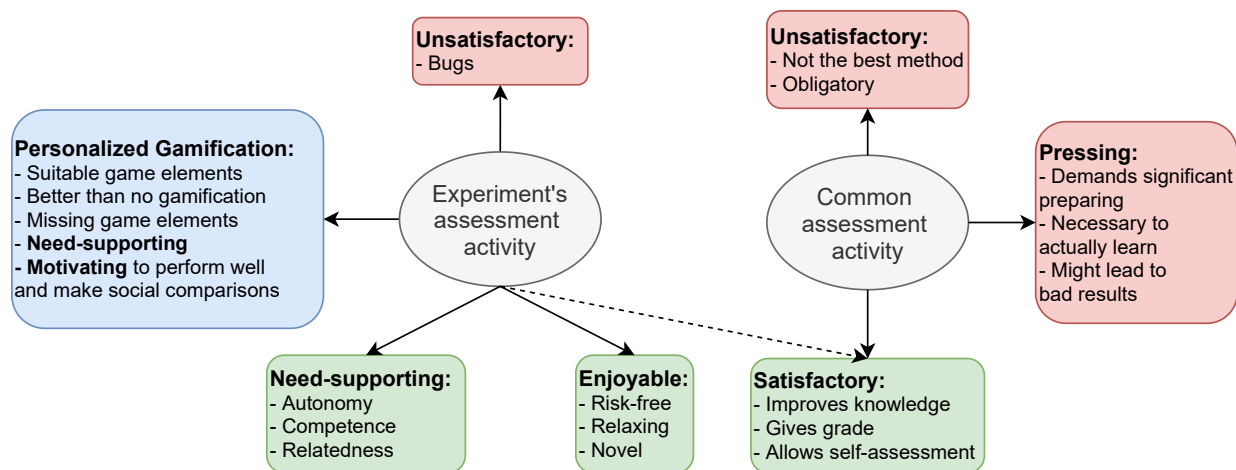 Unsatisfactory:
- Bugs
Unsatisfactory:
- Not the best method
- Obligatory
Personalized Gamification:
- Suitable game elements
- Better than no gamification
- Missing game elements
- Need-supporting
- Motivating to perform well
and make social comparisons
Experiment's
assessment
activity
Common
assessment
activity
Pressing:
- Demands significant
preparing
- Necessary to
actually learn
- Might lead to
bad results
Need-supporting:
- Autonomy
- Competence
- Relatedness
Enjoyable:
- Risk-free
- Relaxing
- Novel
Satisfactory:
- Improves knowledge
- Gives grade
- Allows self-assessment